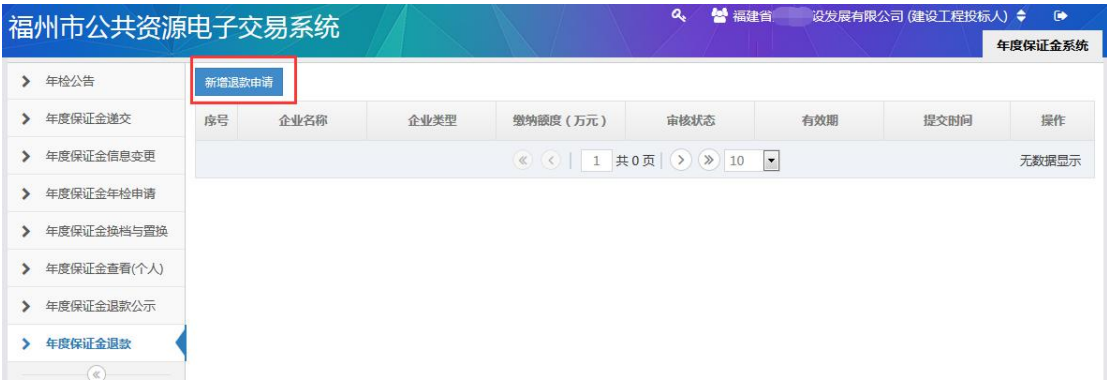 福州市公共资源电子交易系统
福建省 设发展有限公司 (建设工程投标人)
年度保证金系统
年检公告
年度保证金递交
年度保证金信息变更
年度保证金年检申请
年度保证金换档与置换
年度保证金查看(个人)
年度保证金退款公示
年度保证金退款
新增退款申请
序号 企业名称 企业类型 缴纳额度（万元） 审核状态 有效期 提交时间 操作
1 共 0 页 10 无数据显示